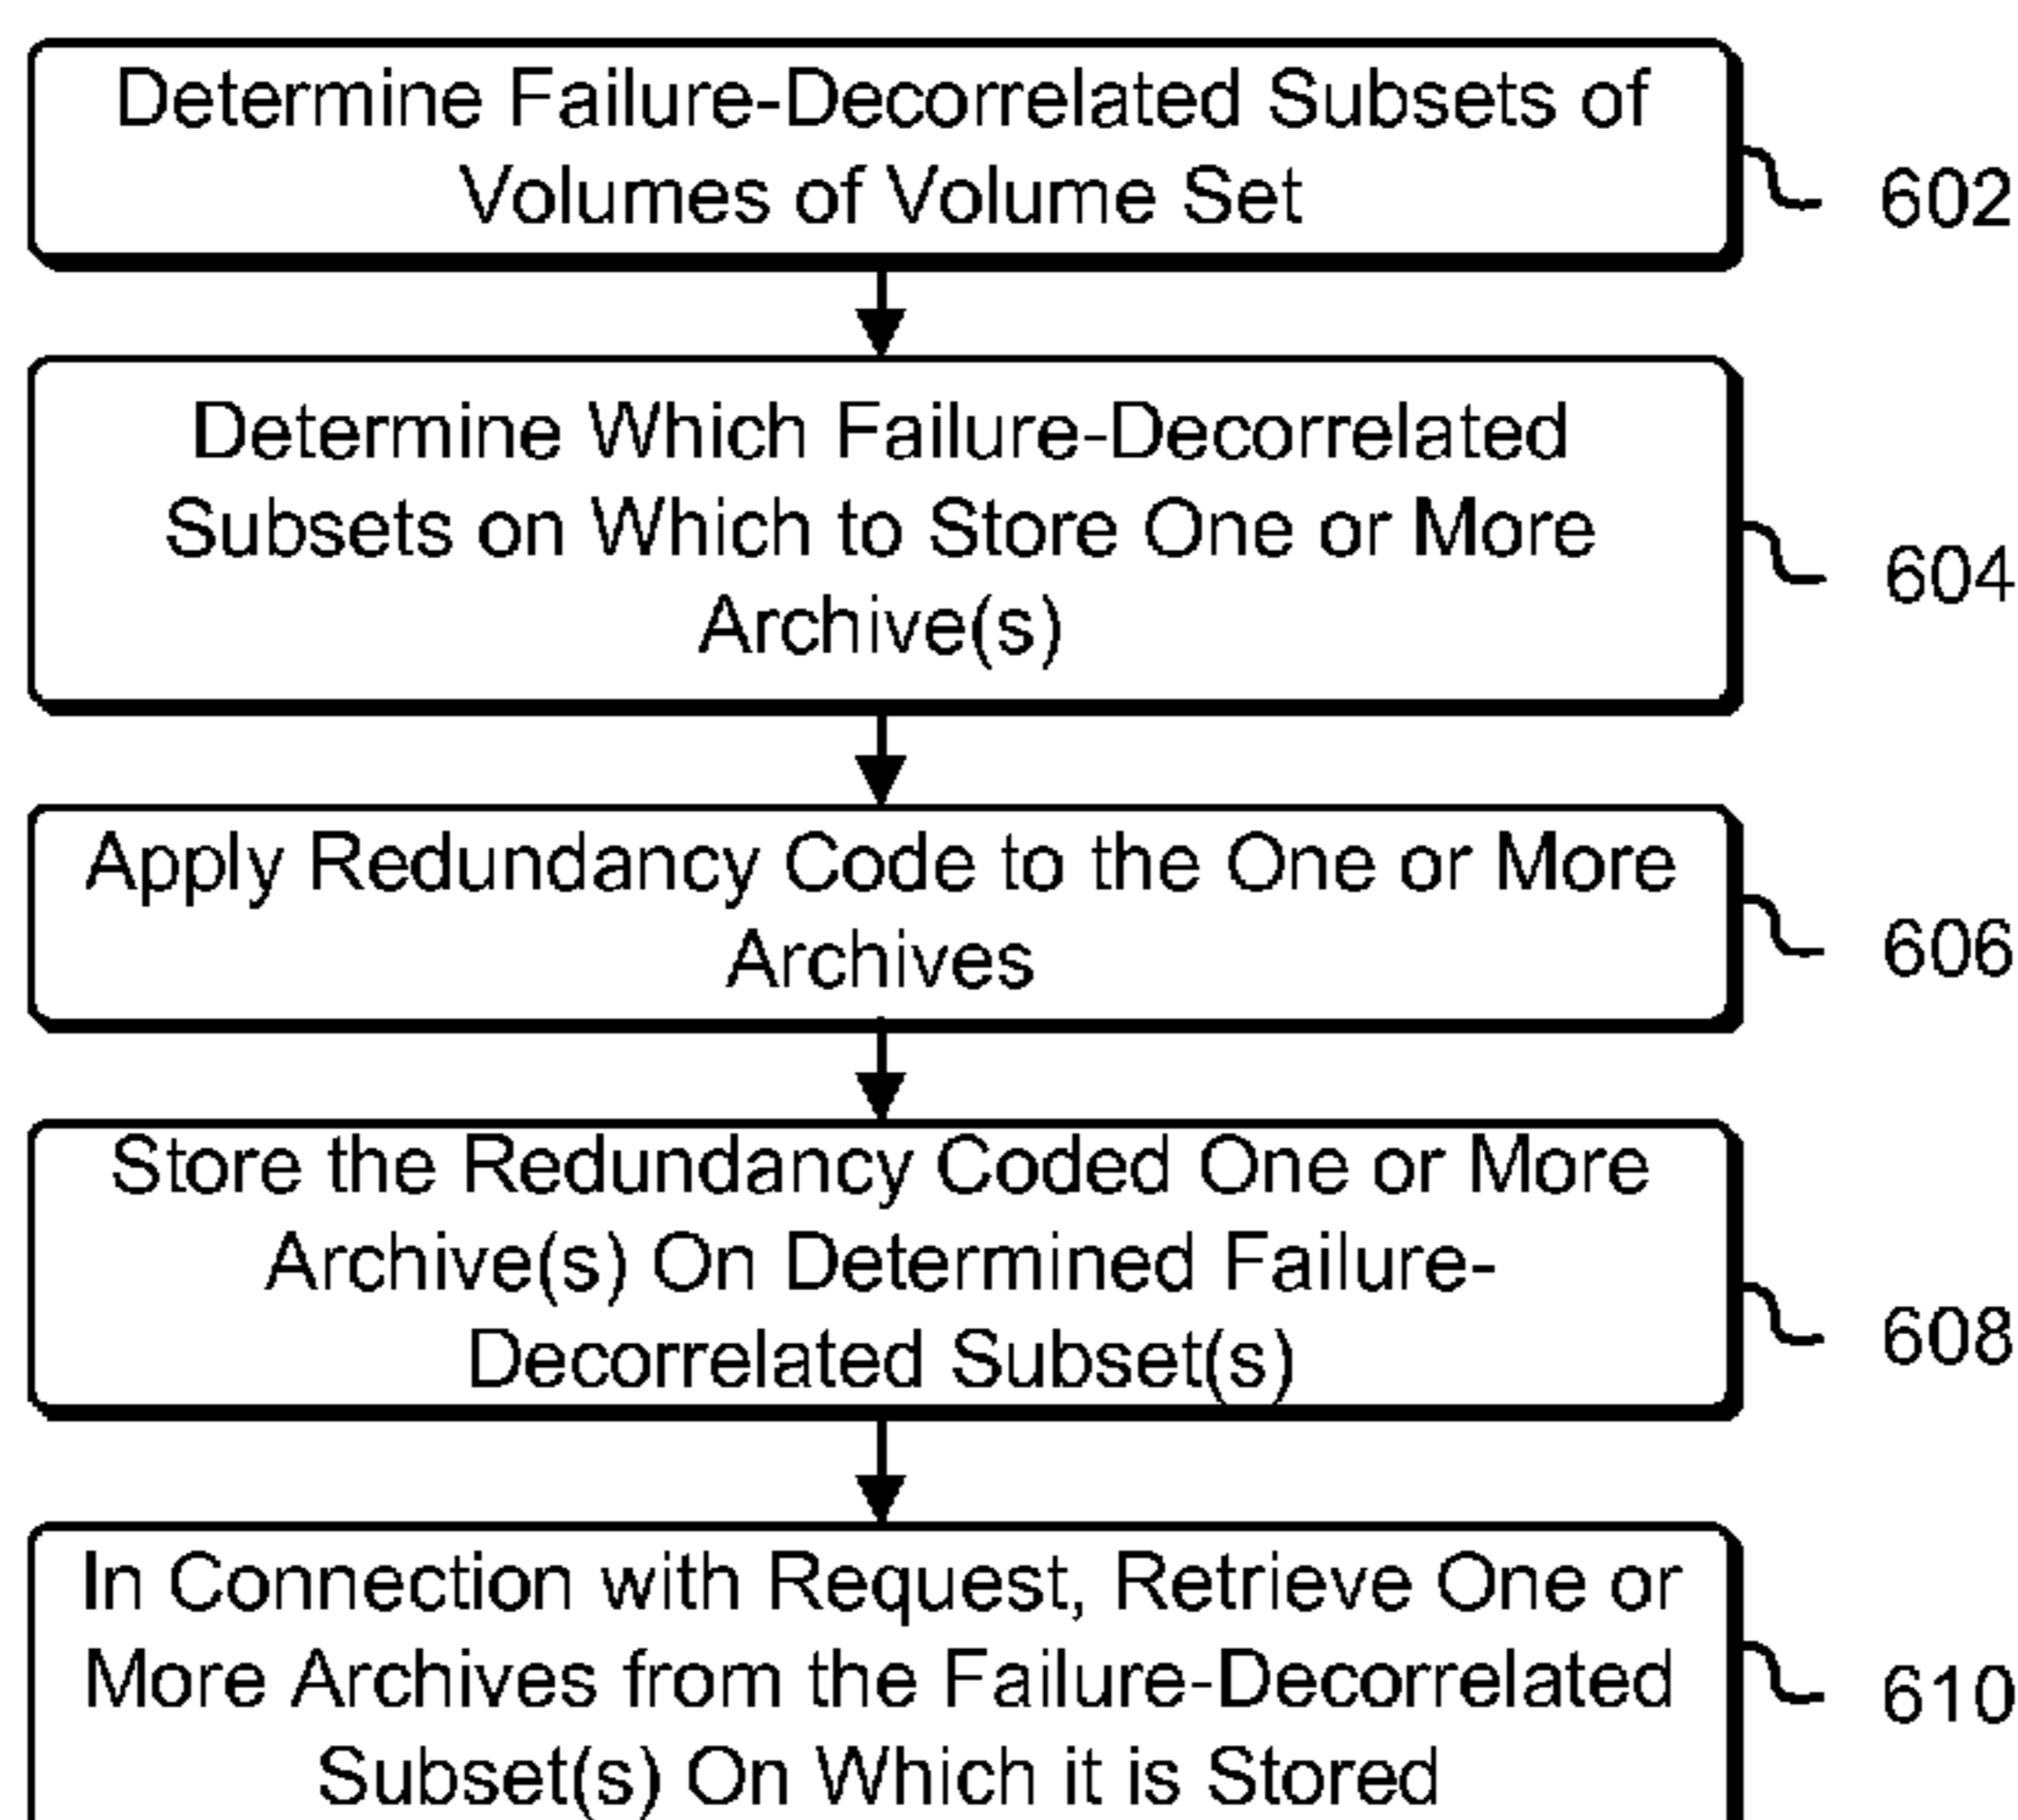 Determine Failure-Decorrelated Subsets of
Volumes of Volume Set
602
Determine Which Failure-Decorrelated
Subsets on Which to Store One or More
Archive(s)
604
Apply Redundancy Code to the One or More
Archives
606
Store the Redundancy Coded One or More
Archive(s) On Determined Failure-
Decorrelated Subset(s)
608
In Connection with Request, Retrieve One or
More Archives from the Failure-Decorrelated
Subset(s) On Which it is Stored
610